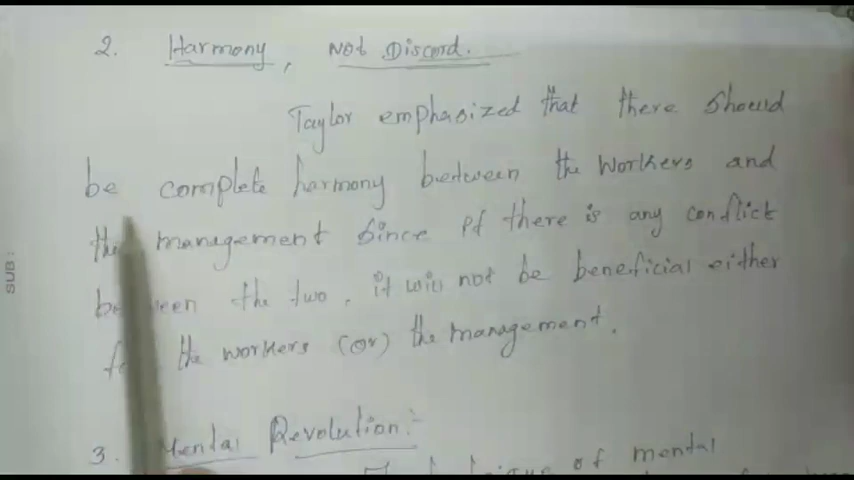 2. Harmony, Not Discord.
Taylor emphasized that there should
be complete harmony between the workers and
the management Since if there is any conflict
between the two, it will not be beneficial either
the workers (or) the management.
3. Mental Revolution:-
of mental
SUB: